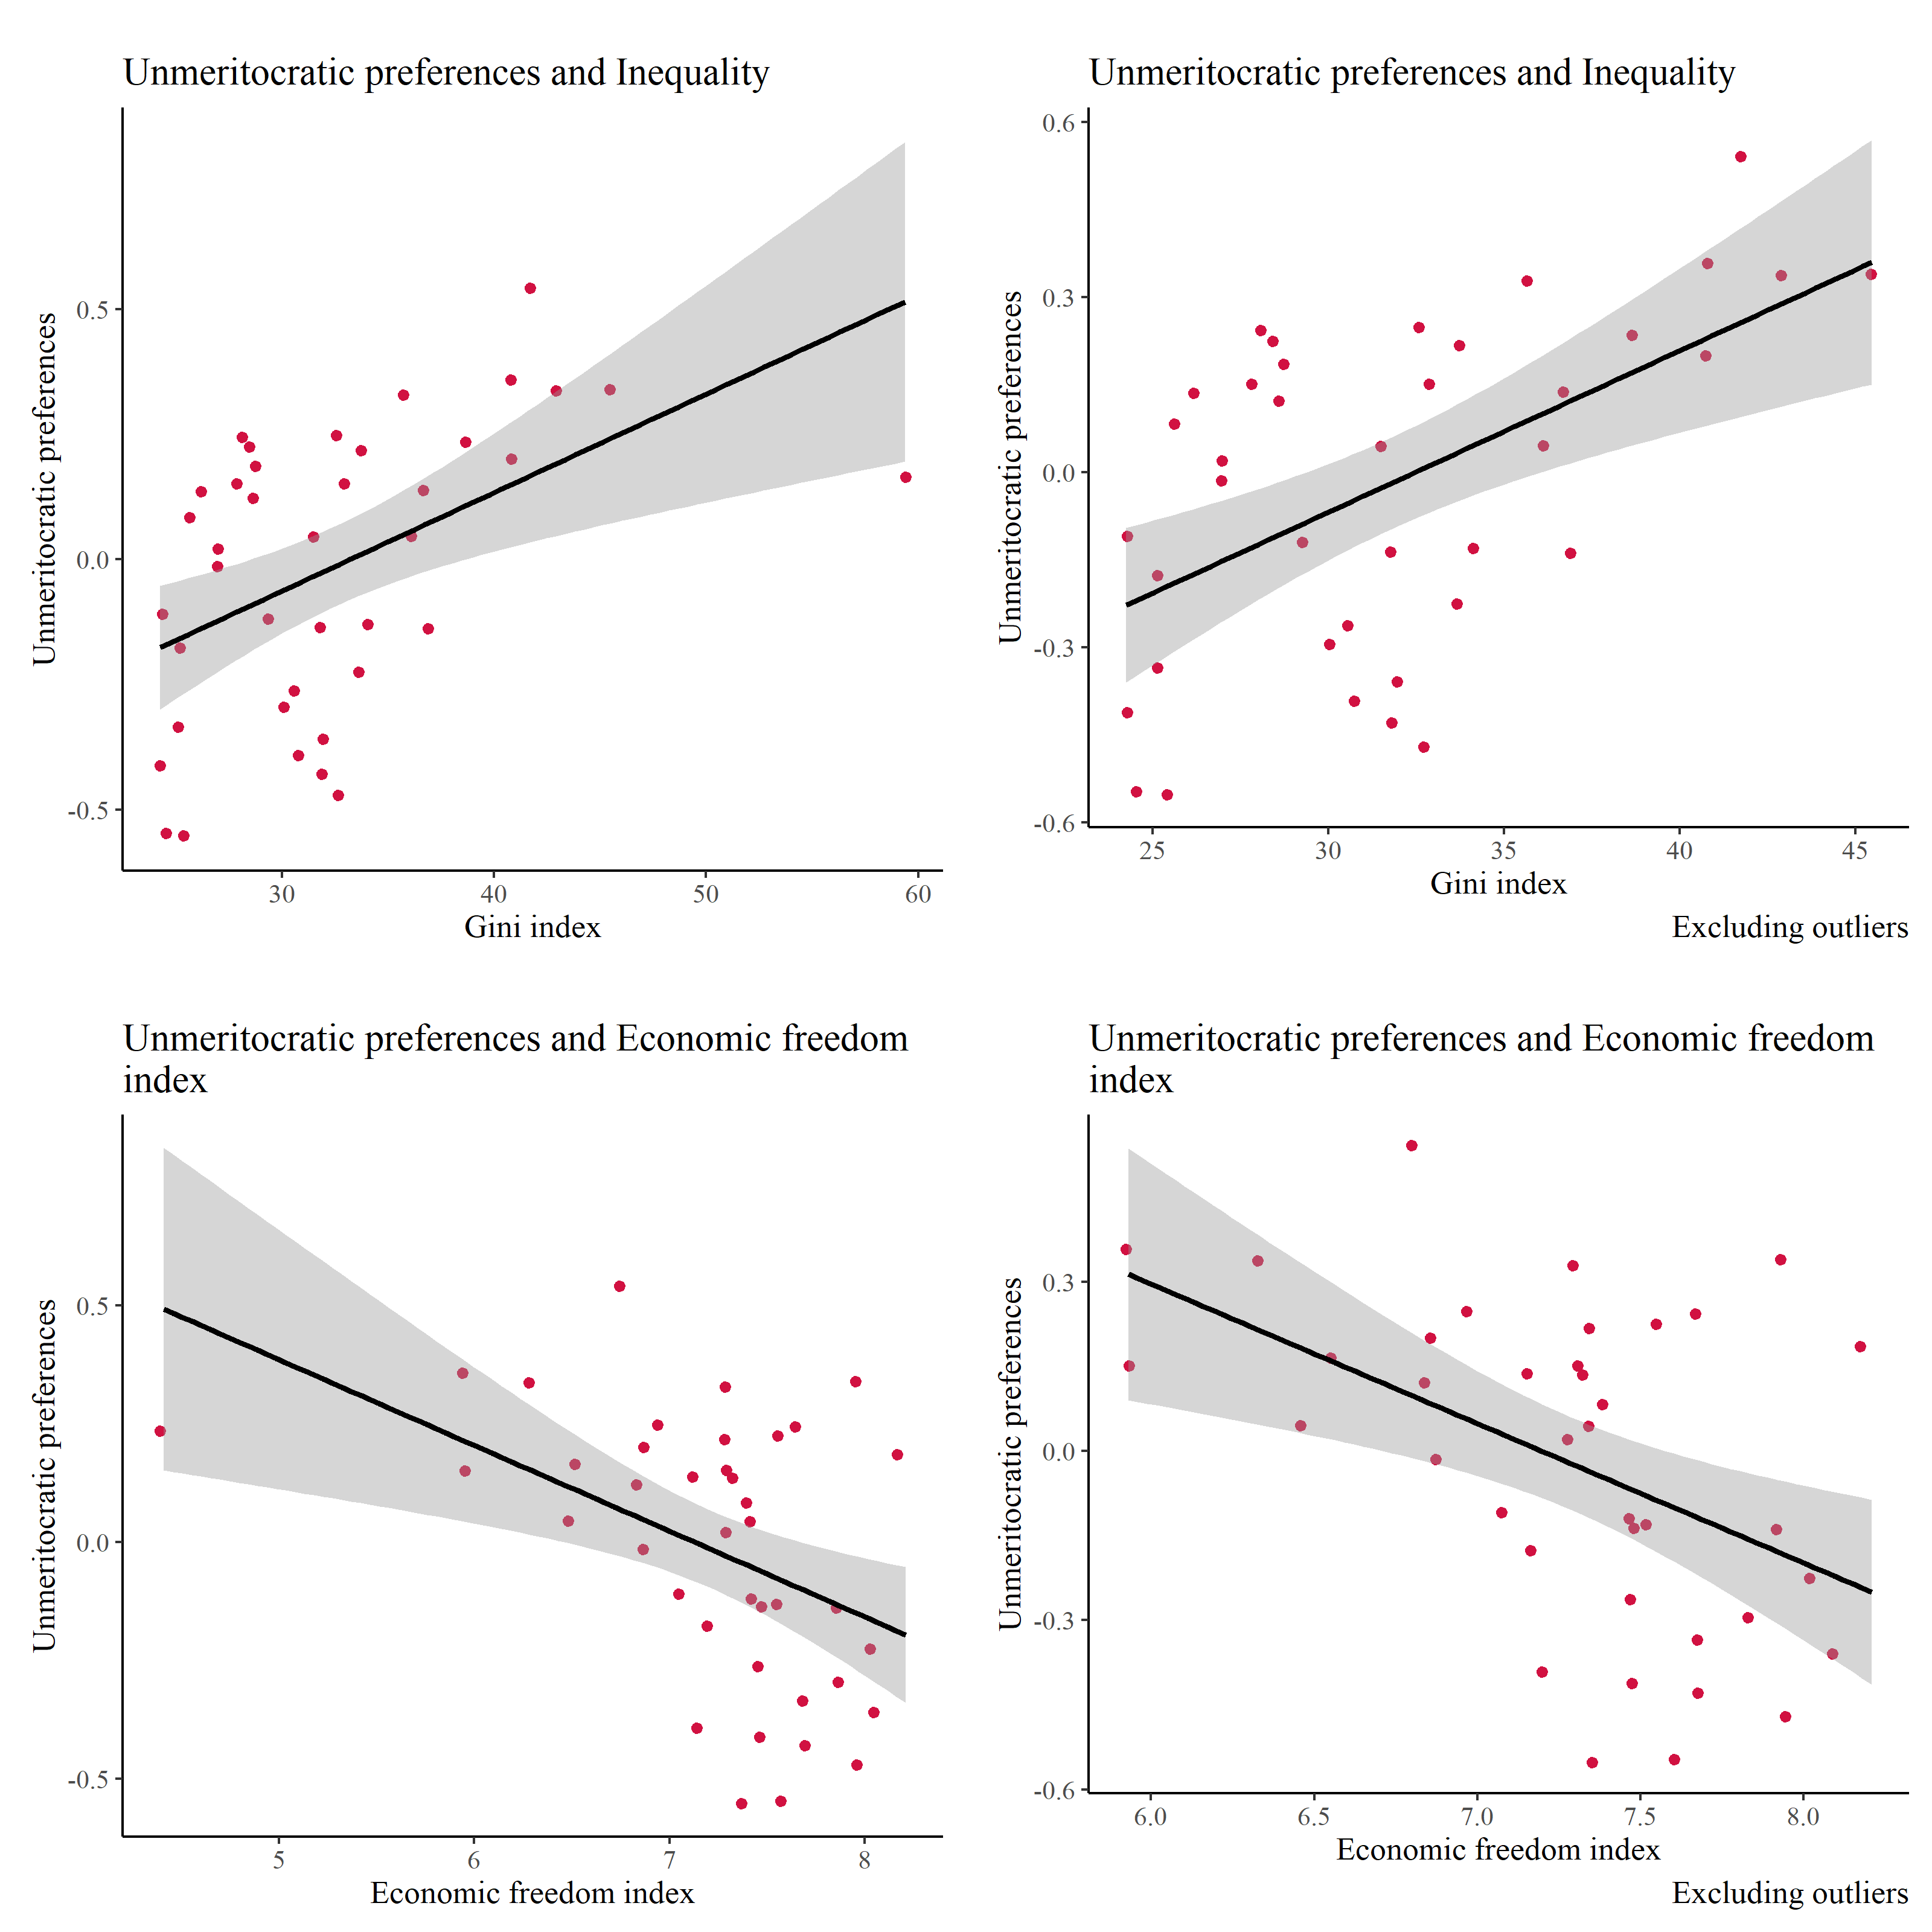 Unmeritocratic preferences and Inequality
Unmeritocratic preferences
0.5
0.0
-0.5
30 40 50 60
Gini index
Unmeritocratic preferences and Inequality
Unmeritocratic preferences
0.6
0.3
0.0
-0.3
-0.6
25 30 35 40 45
Gini index
Excluding outliers
Unmeritocratic preferences and Economic freedom
index
Unmeritocratic preferences
0.5
0.0
-0.5
5 6 7 8
Economic freedom index
Unmeritocratic preferences and Economic freedom
index
Unmeritocratic preferences
0.3
0.0
-0.3
-0.6
6.0 6.5 7.0 7.5 8.0
Economic freedom index
Excluding outliers